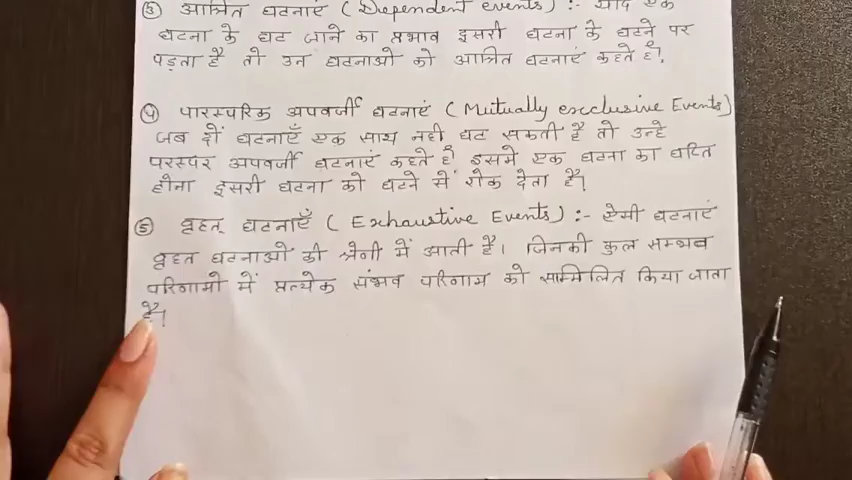 ③ आश्रित घटनाएं (Dependent events) :- यदि एक
घटना के घट जाने का प्रभाव दूसरी घटना के घटने पर
पड़ता है तो उन घटनाओ को आश्रित घटनाएं कहते है।
④ पारस्परिक अपवर्जी घटनाएं (Mutually exclusive Events)
जब दो घटनाएँ एक साथ नही घट सकती है तो उन्हे
परस्पर अपवर्जी घटनाएं कहते है इसमे एक घटना का घटित
होना दूसरी घटना को घटने से रोक देता है।
⑤ वृहत् घटनाएँ (Exhaustive Events) :- ऐसी घटनाएं
वृहत घटनाओ की श्रेणी में आती है। जिनकी कुल सम्भव
परिणामो में प्रत्येक संभव परिणाम को सम्मिलित किया जाता
है।